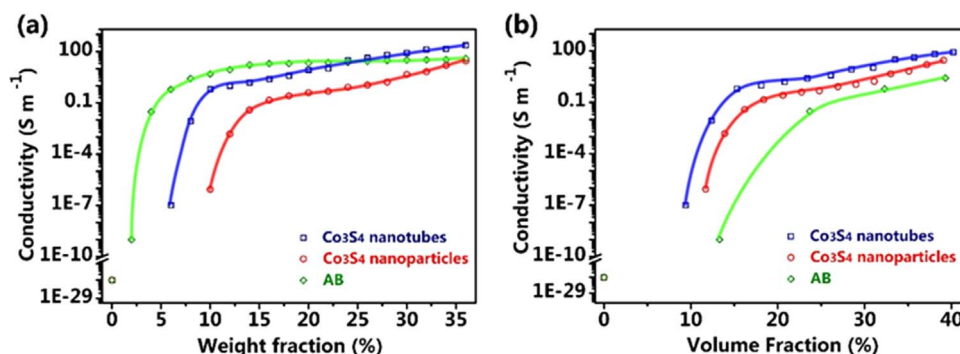 (a)
Conductivity (S m⁻¹)
100
0.1
1E-4
1E-7
1E-10
1E-29
Co₃S₄ nanotubes
Co₃S₄ nanoparticles
AB
0 5 10 15 20 25 30 35
Weight fraction (%)
(b)
Conductivity (S m⁻¹)
100
0.1
1E-4
1E-7
1E-10
1E-29
Co₃S₄ nanotubes
Co₃S₄ nanoparticles
AB
0 10 20 30 40
Volume Fraction (%)